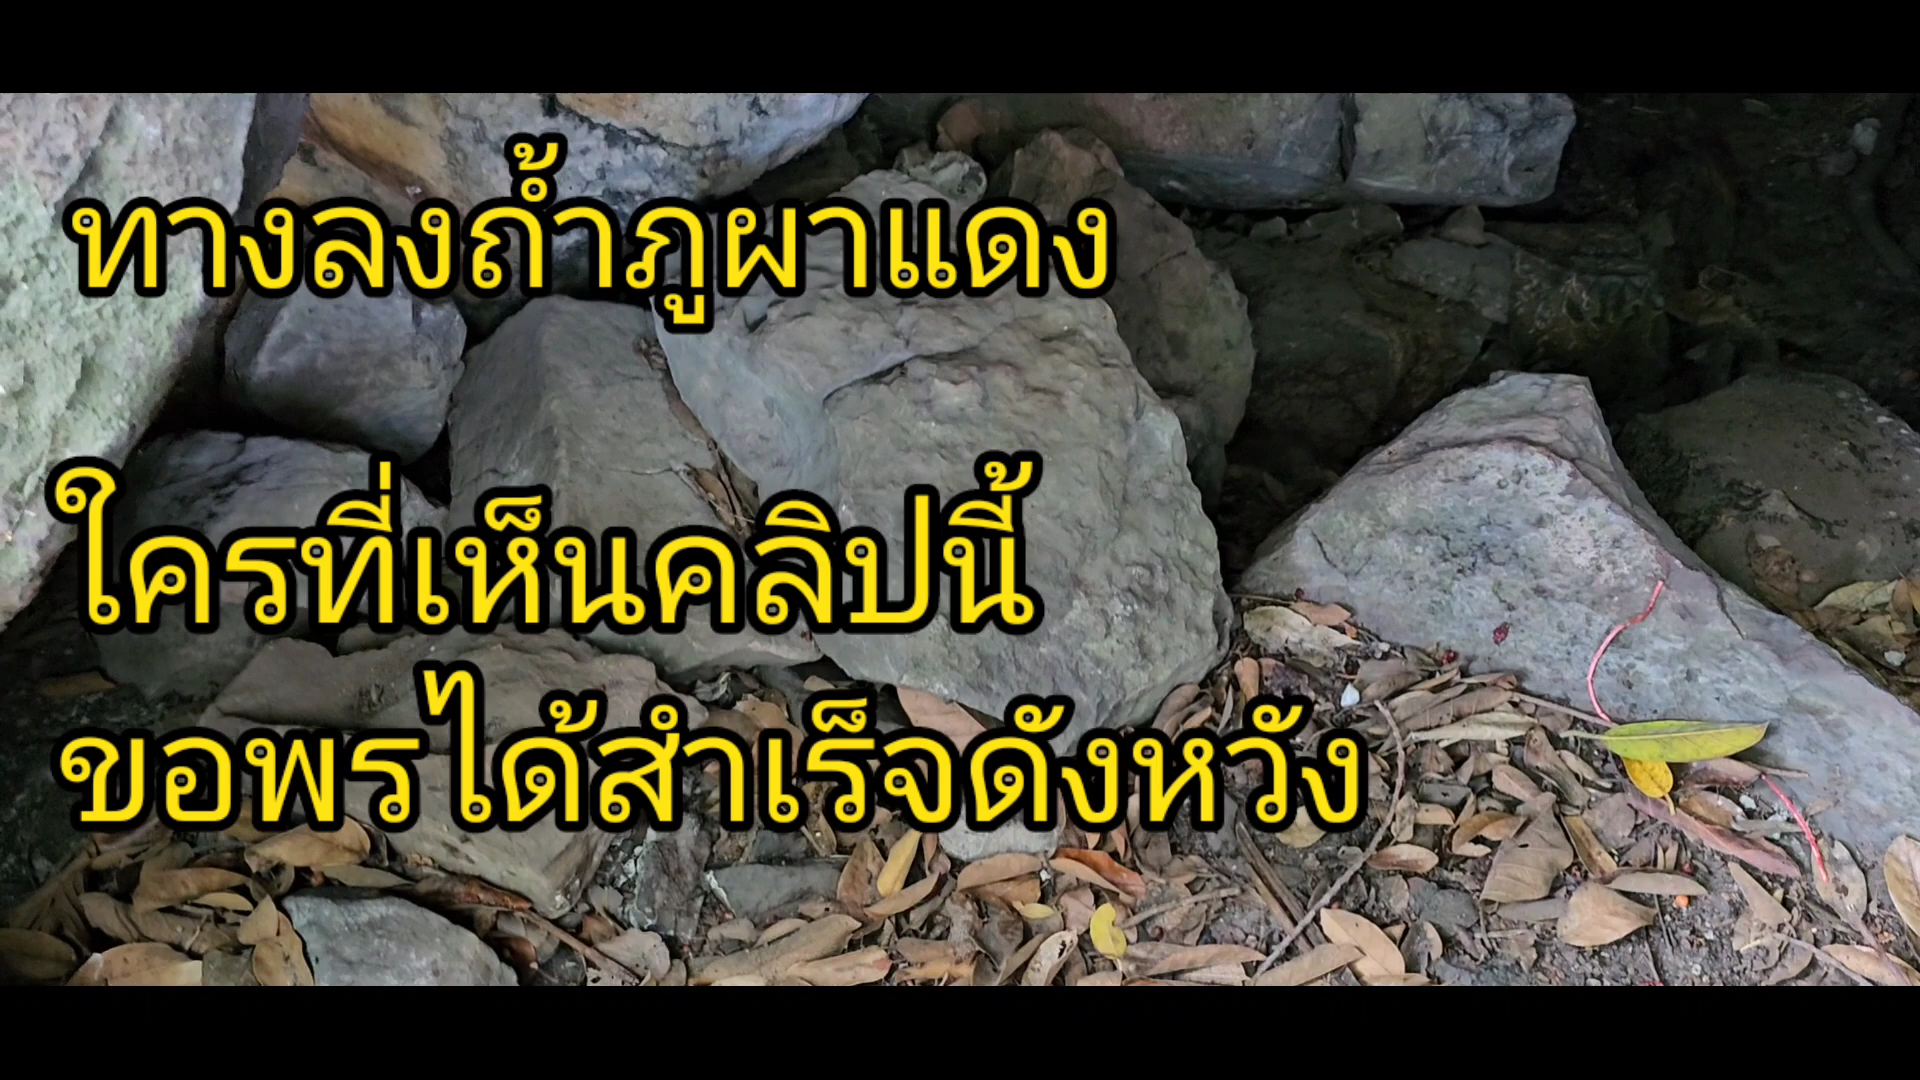 ทางลงถ้ำภูผาแดง
ใครที่เห็นคลิปนี้
ขอพรได้สำเร็จดังหวัง